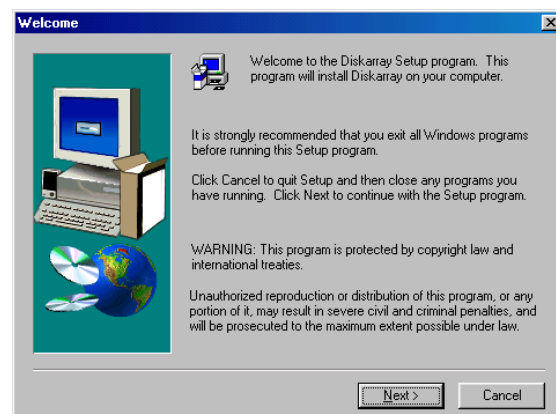 Welcome
Welcome to the Diskarray Setup program. This
program will install Diskarray on your computer.
It is strongly recommended that you exit all Windows programs
before running this Setup program.
Click Cancel to quit Setup and then close any programs you
have running. Click Next to continue with the Setup program.
WARNING: This program is protected by copyright law and
international treaties.
Unauthorized reproduction or distribution of this program, or any
portion of it, may result in severe civil and criminal penalties, and
will be prosecuted to the maximum extent possible under law.
Next >
Cancel